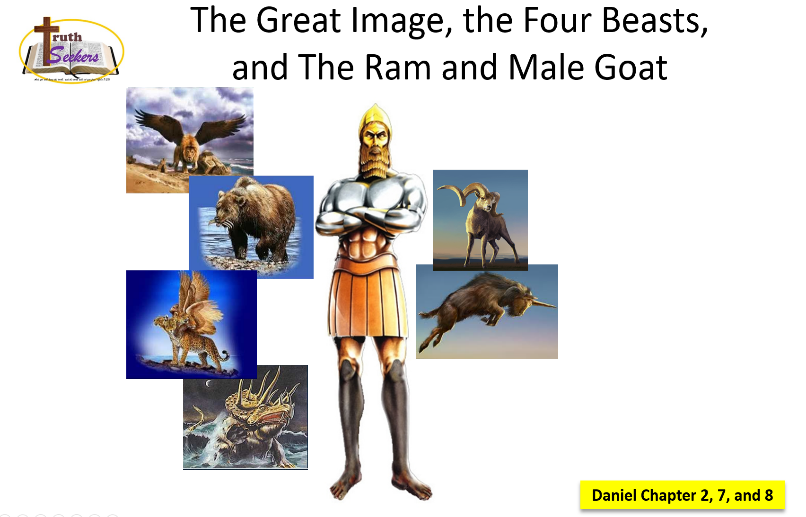 The Great Image, the Four Beasts,
and The Ram and Male Goat
Truth
Seekers
Daniel Chapter 2, 7, and 8